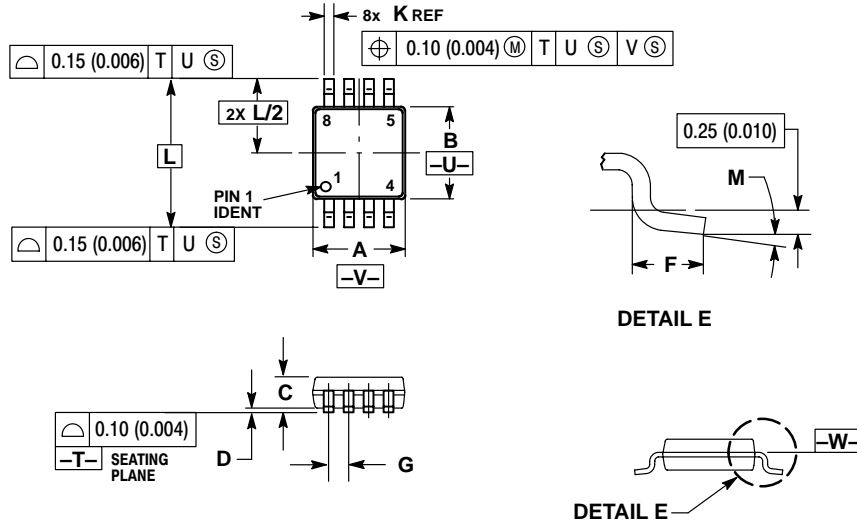 8x K REF
⌓ 0.15 (0.006) T U Ⓢ
⌖ 0.10 (0.004) Ⓜ T U Ⓢ V Ⓢ
2X L/2
8 5
L
B
–U–
1
4
PIN 1
IDENT
⌓ 0.15 (0.006) T U Ⓢ
A
–V–
0.25 (0.010)
M
F
DETAIL E
C
⌓ 0.10 (0.004)
–T– SEATING
PLANE
D
G
–W–
DETAIL E